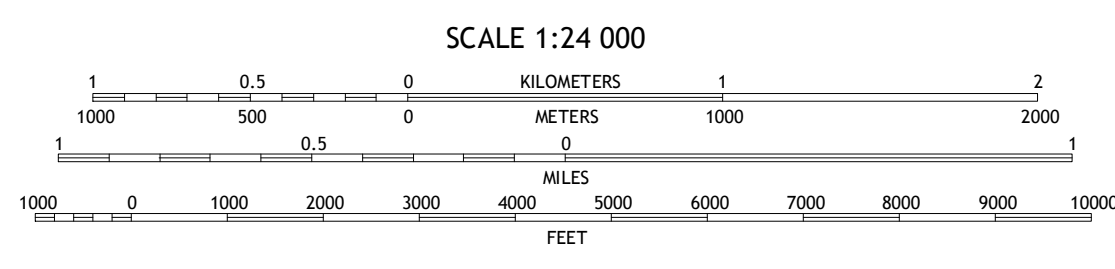 SCALE 1:24 000
1 0.5 0 KILOMETERS 1 2
1000 500 0 METERS 1000 2000
1 0.5 0 1
MILES
1000 0 1000 2000 3000 4000 5000 6000 7000 8000 9000 10000
FEET